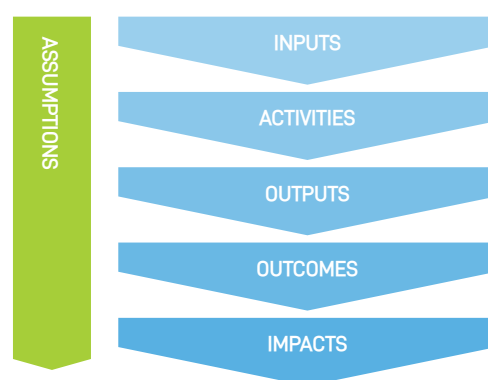 ASSUMPTIONS
INPUTS
ACTIVITIES
OUTPUTS
OUTCOMES
IMPACTS